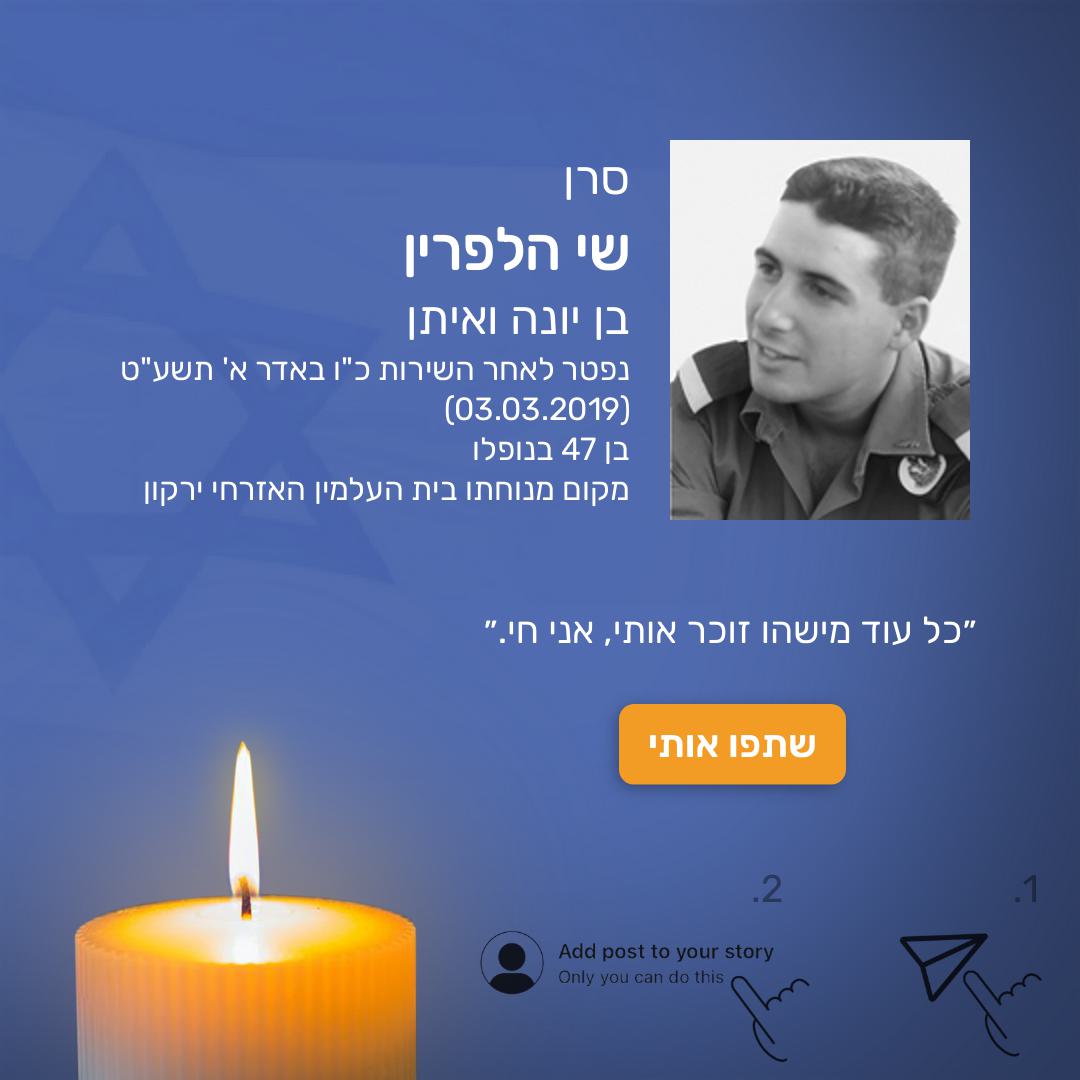 סרן
שי הלפרין
בן יונה ואיתן
נפטר לאחר השירות כ"ו באדר א' תשע"ט
(03.03.2019)
בן 47 בנופלו
מקום מנוחתו בית העלמין האזרחי ירקון
״כל עוד מישהו זוכר אותי, אני חי.״
שתפו אותי
1.
2.
Add post to your story
Only you can do this